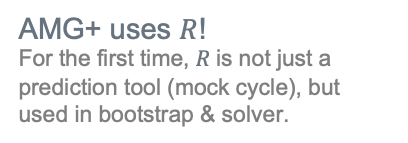 AMG+ uses R!
For the first time, R is not just a
prediction tool (mock cycle), but
used in bootstrap & solver.